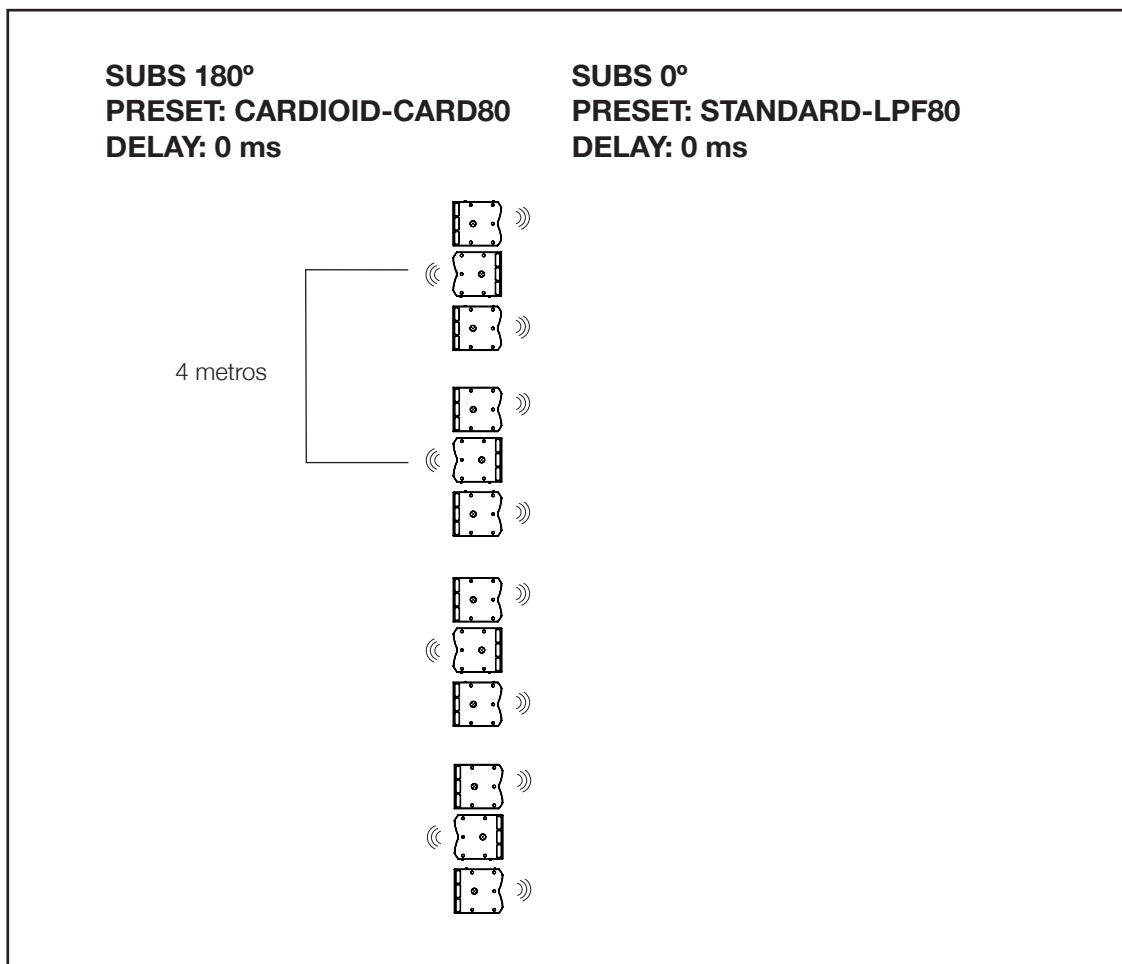 SUBS 180º
PRESET: CARDIOID-CARD80
DELAY: 0 ms
SUBS 0º
PRESET: STANDARD-LPF80
DELAY: 0 ms
4 metros